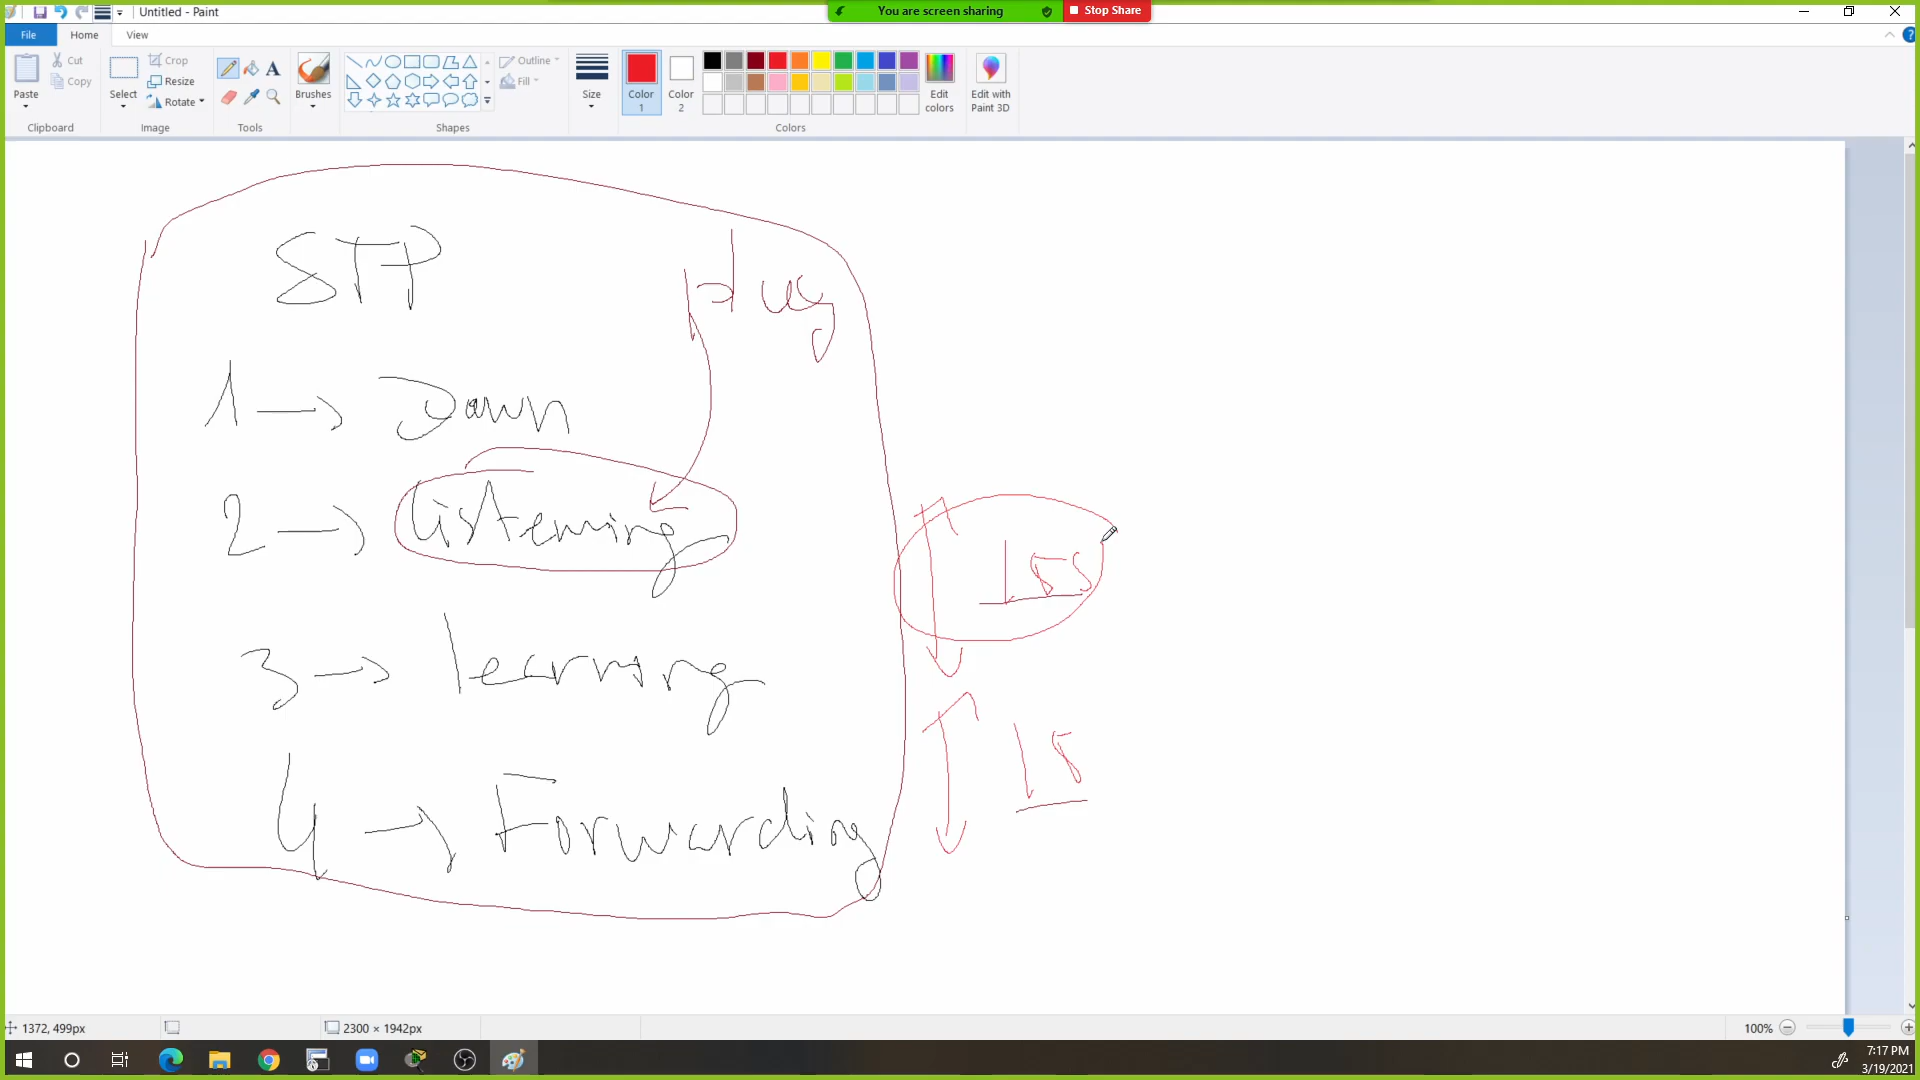 Untitled - Paint
You are screen sharing
Stop Share
File
Home
View
Paste
Cut
Copy
Clipboard
Select
Crop
Resize
Rotate
Image
Tools
Brushes
Shapes
Outline
Fill
Size
Color
1
Color
2
Edit
colors
Edit with
Paint 3D
Colors
STP
plug
1 → Down
2 → Listening
15s
3 → Learning
15
4 → Forwarding
1372, 499px
2300 × 1942px
100%
7:17 PM
3/19/2021